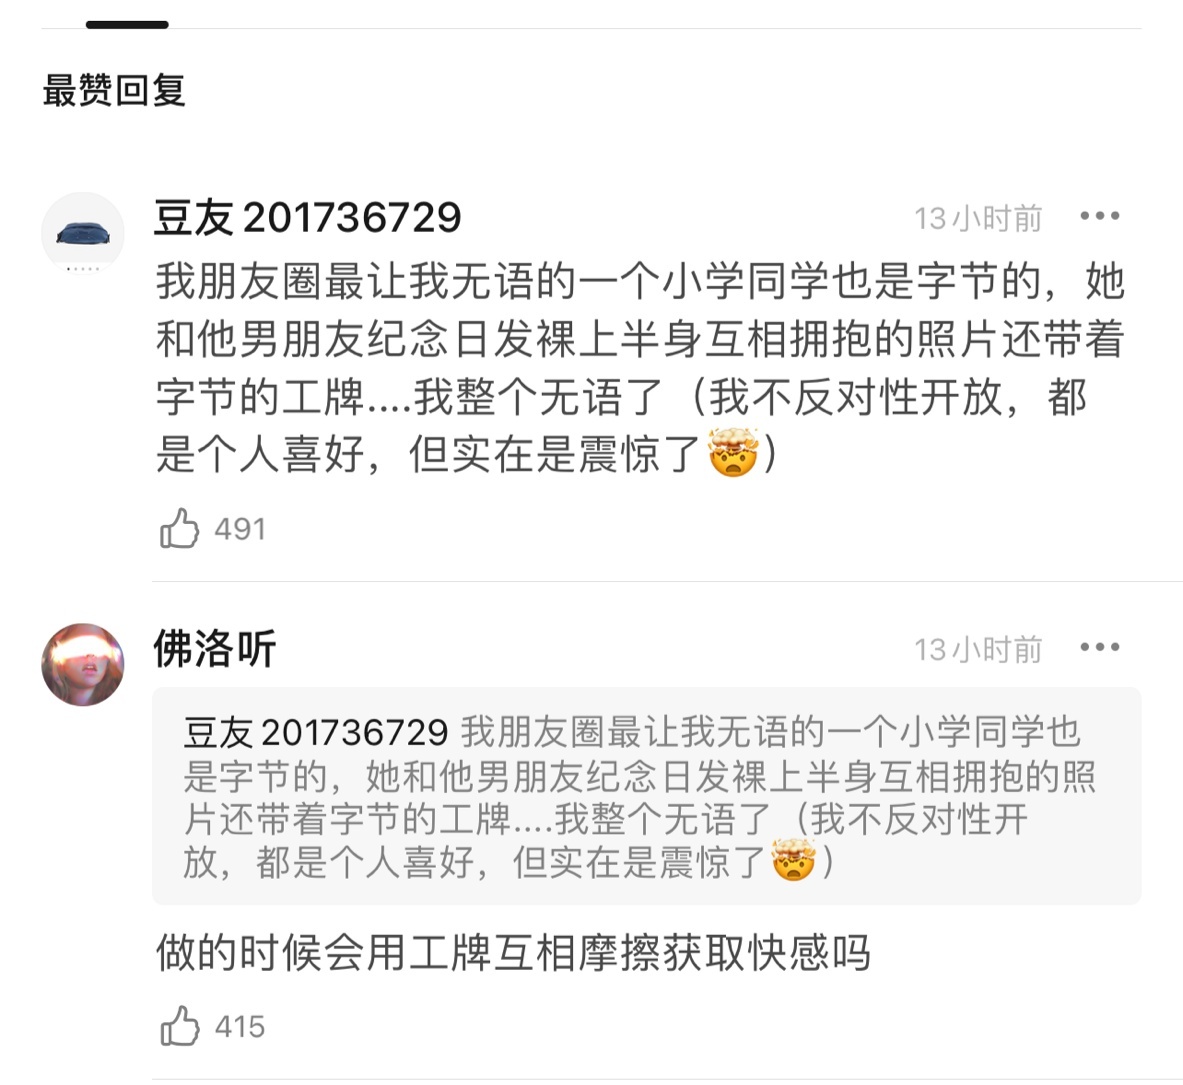 最赞回复
豆友201736729
13小时前
我朋友圈最让我无语的一个小学同学也是字节的，她
和他男朋友纪念日发裸上半身互相拥抱的照片还带着
字节的工牌....我整个无语了（我不反对性开放，都
是个人喜好，但实在是震惊了🤯）
491
佛洛听
13小时前
豆友201736729 我朋友圈最让我无语的一个小学同学也
是字节的，她和他男朋友纪念日发裸上半身互相拥抱的照
片还带着字节的工牌....我整个无语了（我不反对性开
放，都是个人喜好，但实在是震惊了🤯）
做的时候会用工牌互相摩擦获取快感吗
415